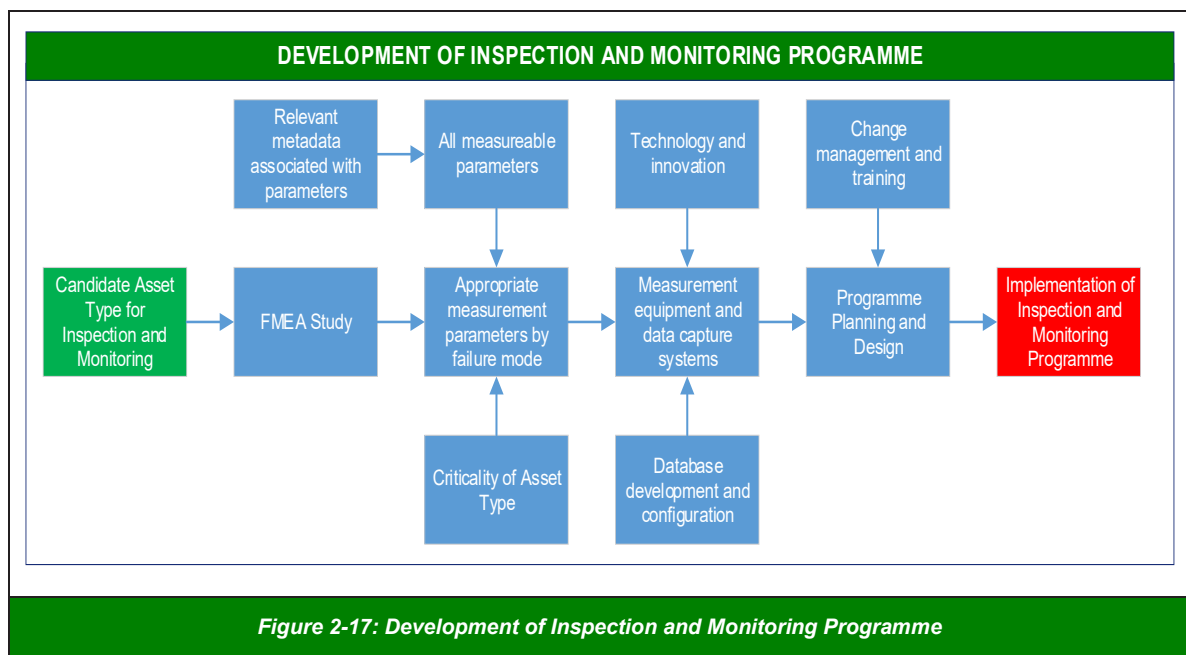 DEVELOPMENT OF INSPECTION AND MONITORING PROGRAMME
Relevant
metadata
associated with
parameters
All measureable
parameters
Technology and
innovation
Change
management and
training
Candidate Asset
Type for
Inspection and
Monitoring
FMEA Study
Appropriate
measurement
parameters by
failure mode
Measurement
equipment and
data capture
systems
Programme
Planning and
Design
Implementation of
Inspection and
Monitoring
Programme
Criticality of Asset
Type
Database
development and
configuration
Figure 2-17: Development of Inspection and Monitoring Programme